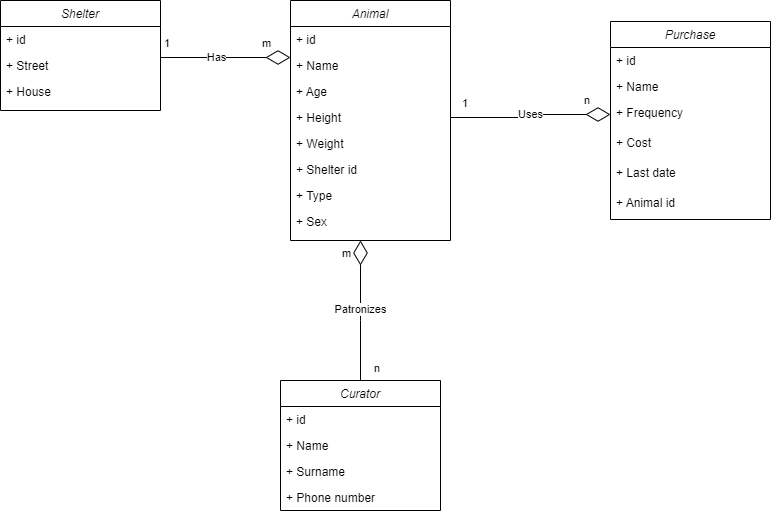 Shelter
+ id
+ Street
+ House
1
Has
m
Animal
+ id
+ Name
+ Age
+ Height
+ Weight
+ Shelter id
+ Type
+ Sex
1
Uses
n
Purchase
+ id
+ Name
+ Frequency
+ Cost
+ Last date
+ Animal id
m
Patronizes
n
Curator
+ id
+ Name
+ Surname
+ Phone number